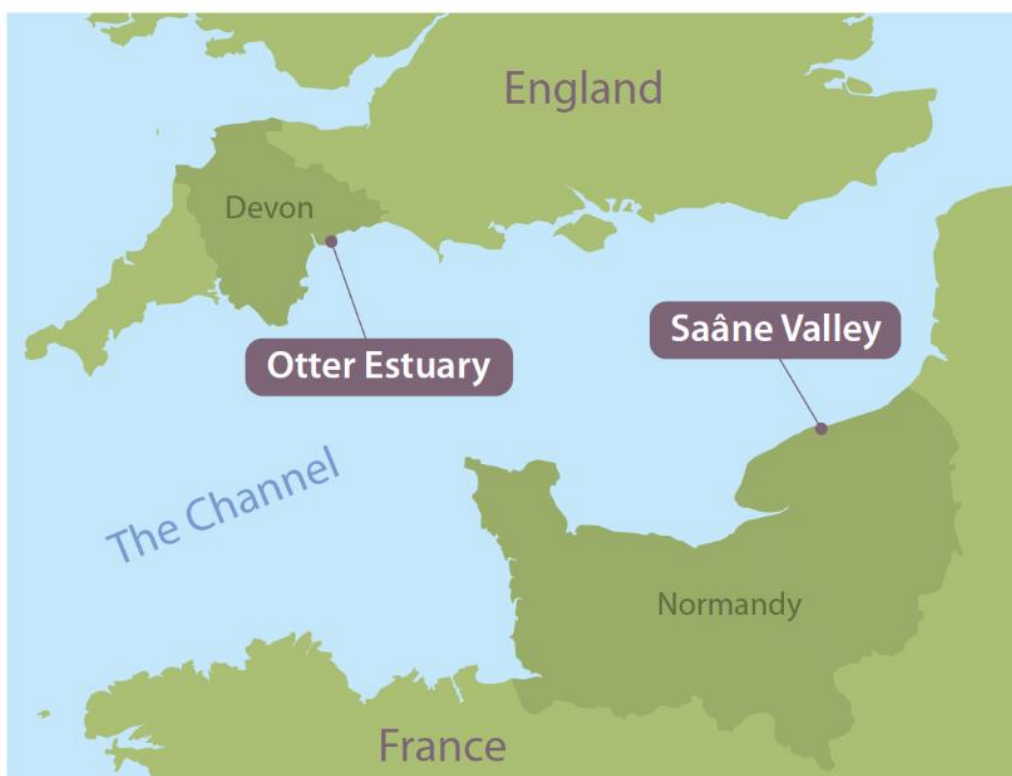 England
Devon
Saâne Valley
Otter Estuary
The Channel
Normandy
France